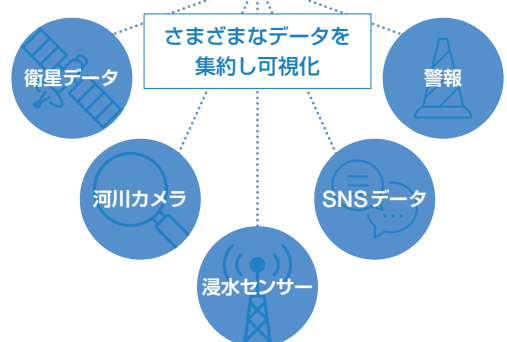 さまざまなデータを
集約し可視化
衛星データ
警報
河川カメラ
SNSデータ
浸水センサー